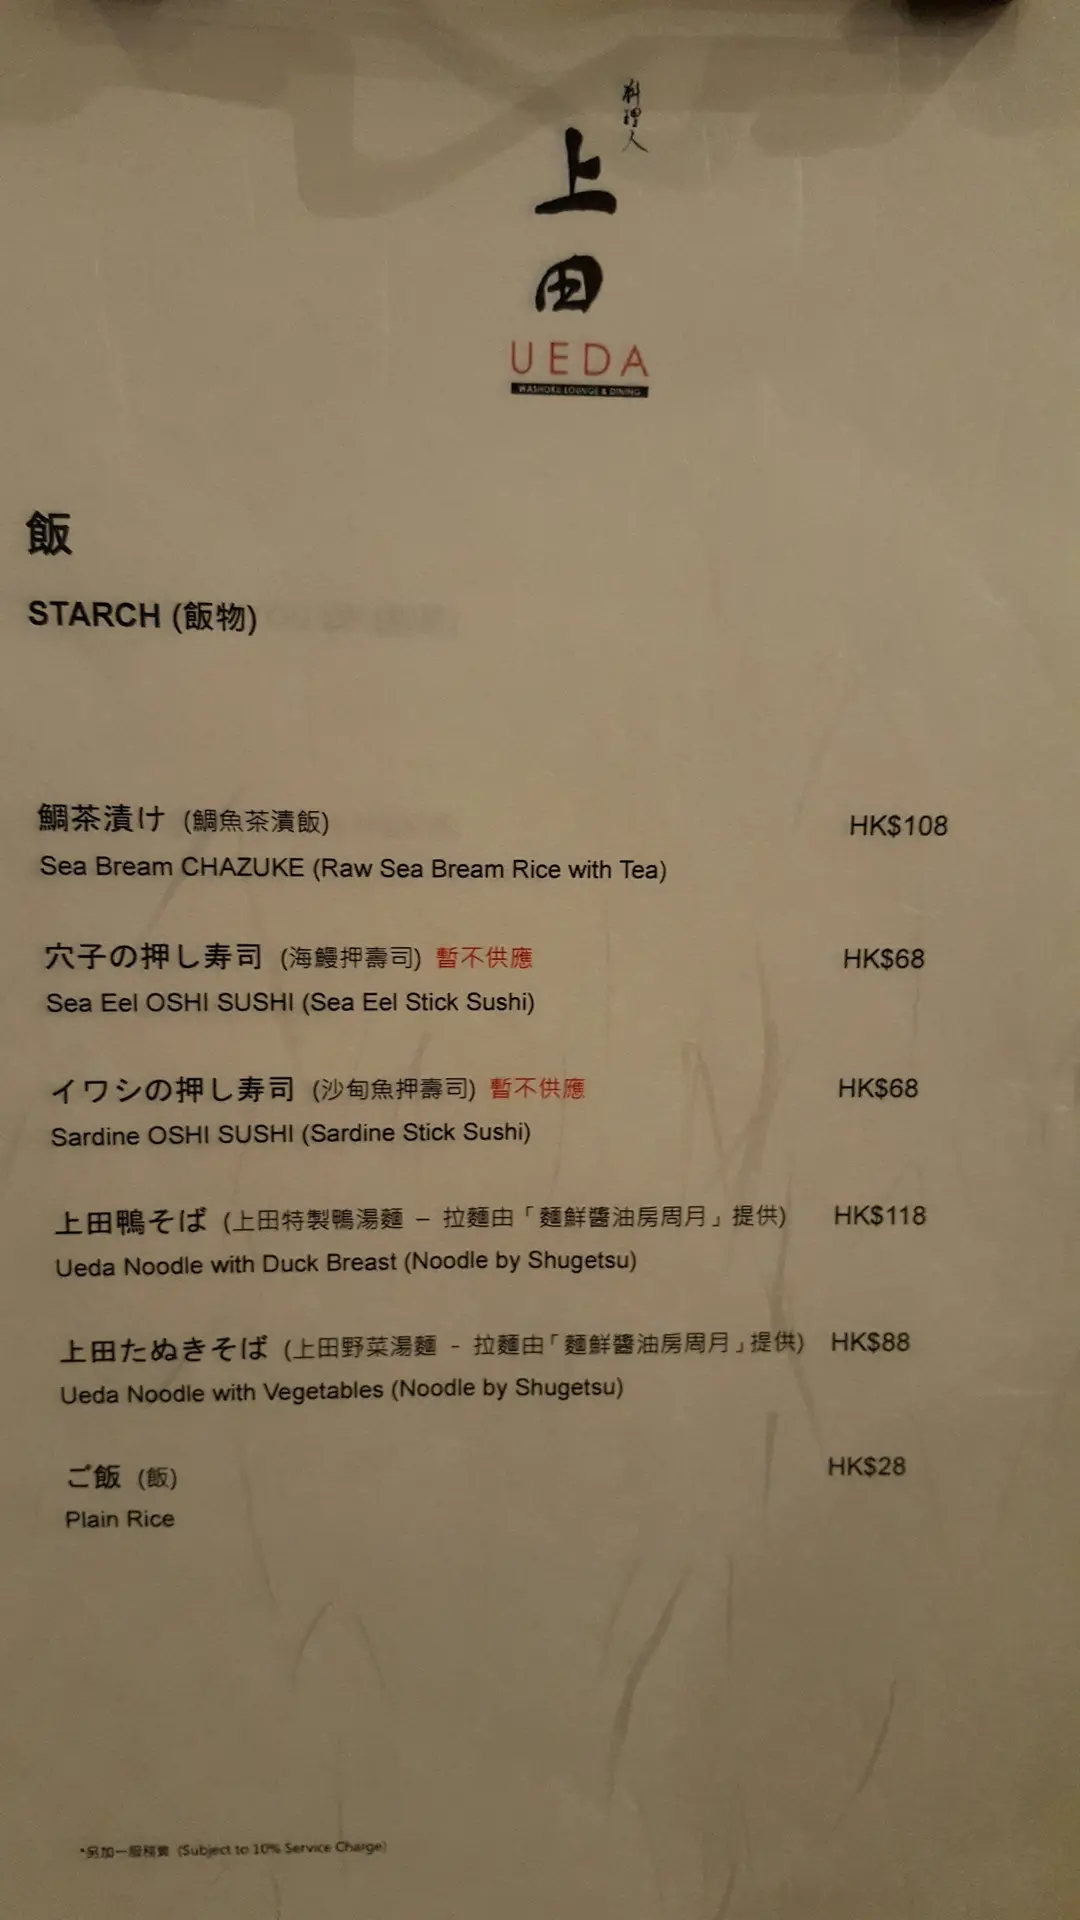 料理人
上田
UEDA
WASHOKU LOUNGE & DINING
飯
STARCH (飯物)
鯛茶漬け (鯛魚茶漬飯) HK$108
Sea Bream CHAZUKE (Raw Sea Bream Rice with Tea)
穴子の押し寿司 (海鰻押壽司) 暫不供應 HK$68
Sea Eel OSHI SUSHI (Sea Eel Stick Sushi)
イワシの押し寿司 (沙甸魚押壽司) 暫不供應 HK$68
Sardine OSHI SUSHI (Sardine Stick Sushi)
上田鴨そば (上田特製鴨湯麵 – 拉麵由「麵鮮醬油房周月」提供) HK$118
Ueda Noodle with Duck Breast (Noodle by Shugetsu)
上田たぬきそば (上田野菜湯麵 - 拉麵由「麵鮮醬油房周月」提供) HK$88
Ueda Noodle with Vegetables (Noodle by Shugetsu)
ご飯 (飯) HK$28
Plain Rice
*另加一服務費 (Subject to 10% Service Charge)